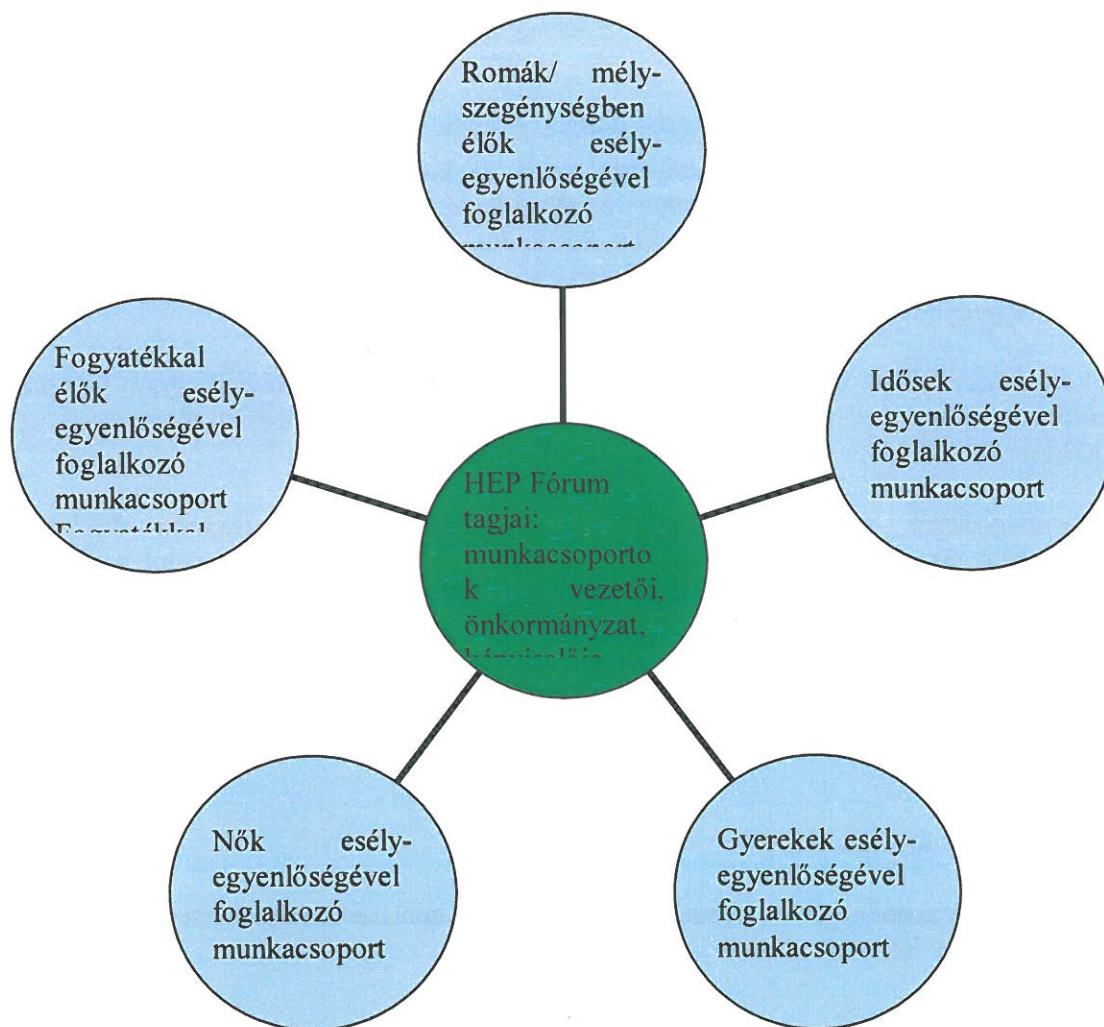 Romák/ mély-
szegénységben
élők esély-
egyenlőségével
foglalkozó
Fogyatékkal
élők esély-
egyenlőségével
foglalkozó
munkacsoport
Idősek esély-
egyenlőségével
foglalkozó
munkacsoport
HEP Fórum
tagjai:
munkacsoporto
k vezetői,
önkormányzat,
Nők esély-
egyenlőségével
foglalkozó
munkacsoport
Gyerekek esély-
egyenlőségével
foglalkozó
munkacsoport